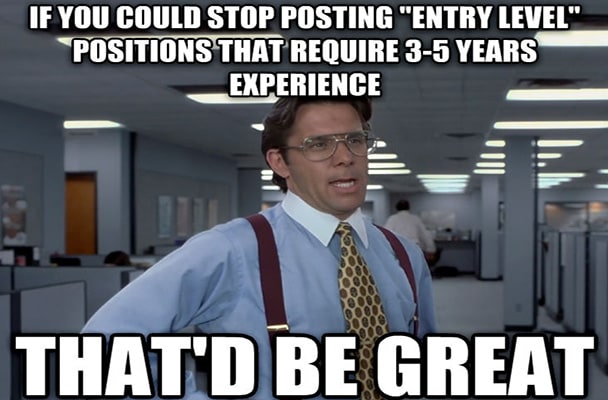 IF YOU COULD STOP POSTING "ENTRY LEVEL"
POSITIONS THAT REQUIRE 3-5 YEARS
EXPERIENCE
THAT'D BE GREAT